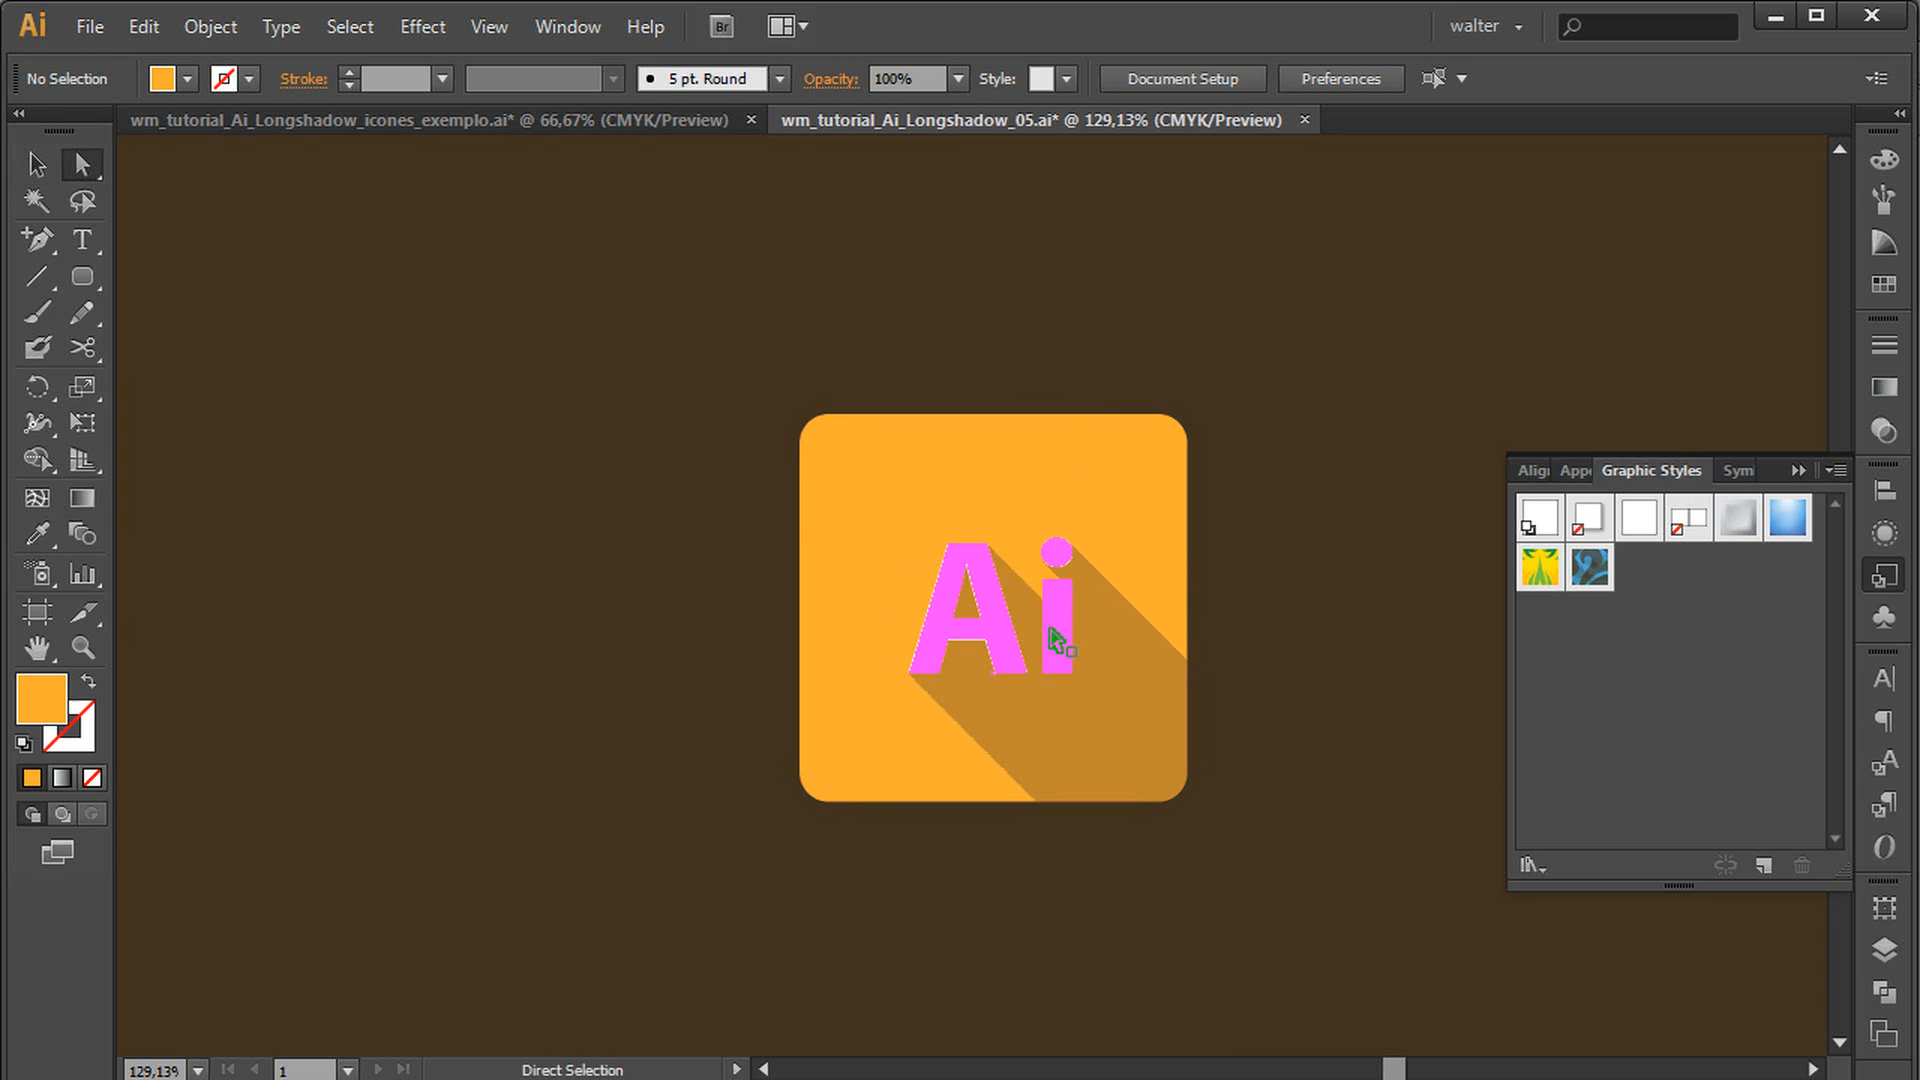 Ai File Edit Object Type Select Effect View Window Help Br walter
No Selection Stroke: 5 pt. Round Opacity: 100% Style: Document Setup Preferences
wm_tutorial_Ai_Longshadow_icones_exemplo.ai* @ 66,67% (CMYK/Preview) × wm_tutorial_Ai_Longshadow_05.ai* @ 129,13% (CMYK/Preview) ×
Graphic Styles
Ai
129,13% 1 Direct Selection